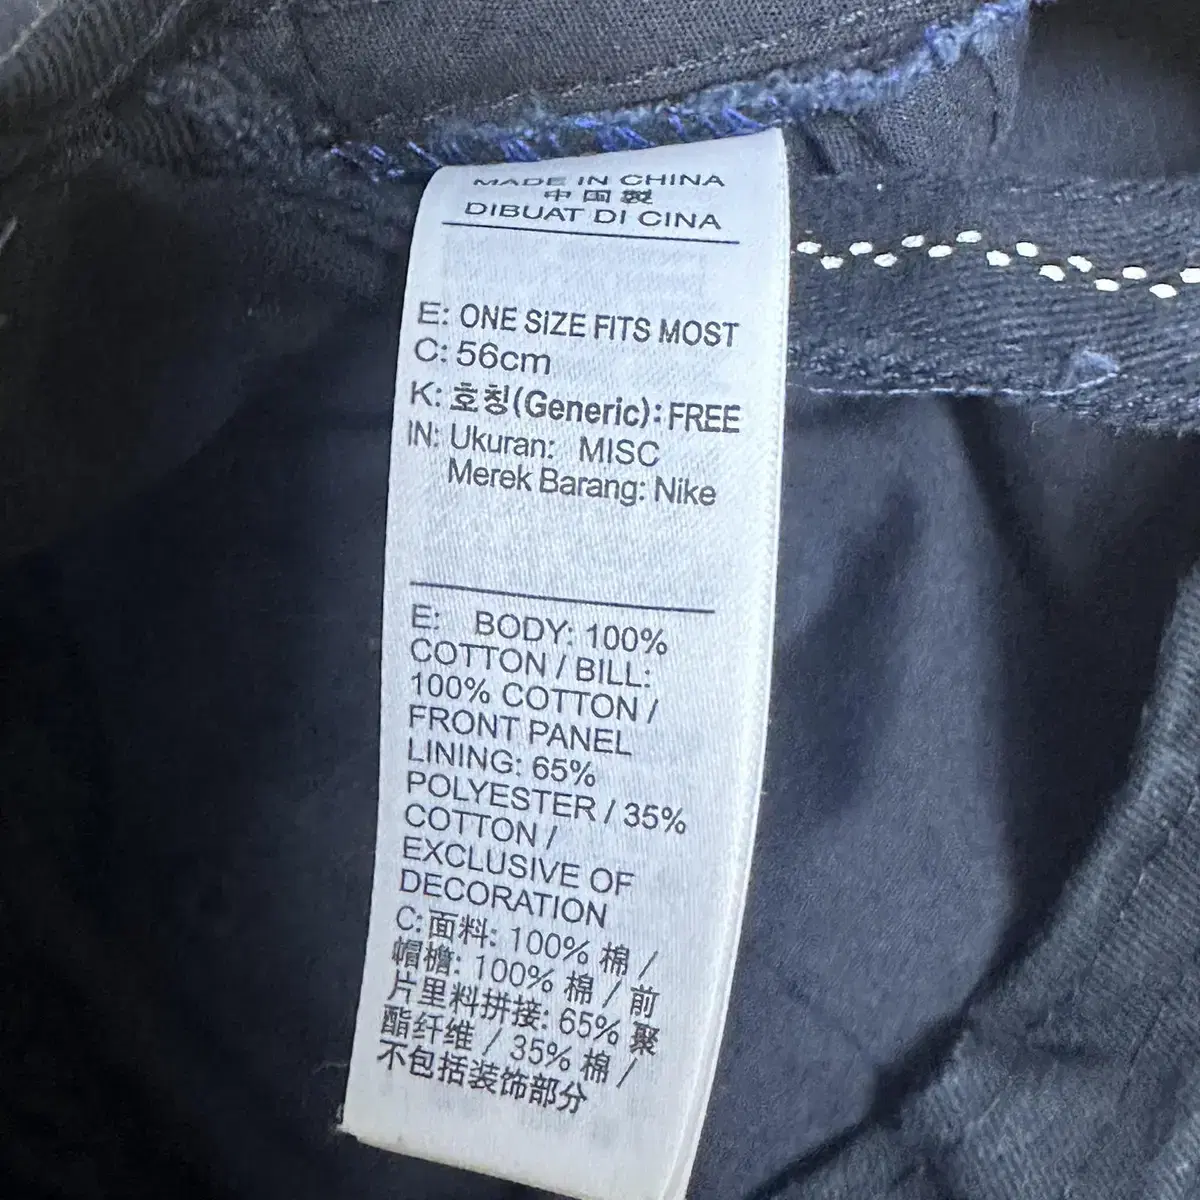 MADE IN CHINA
中国製
DIBUAT DI CINA
E: ONE SIZE FITS MOST
C: 56cm
K: 호칭(Generic): FREE
IN: Ukuran: MISC
Merek Barang: Nike
E: BODY: 100%
COTTON / BILL:
100% COTTON /
FRONT PANEL
LINING: 65%
POLYESTER / 35%
COTTON /
EXCLUSIVE OF
DECORATION
C: 面料: 100% 棉 /
帽檐: 100% 棉 / 前
片里料拼接: 65% 聚
酯纤维 / 35% 棉 /
不包括装饰部分